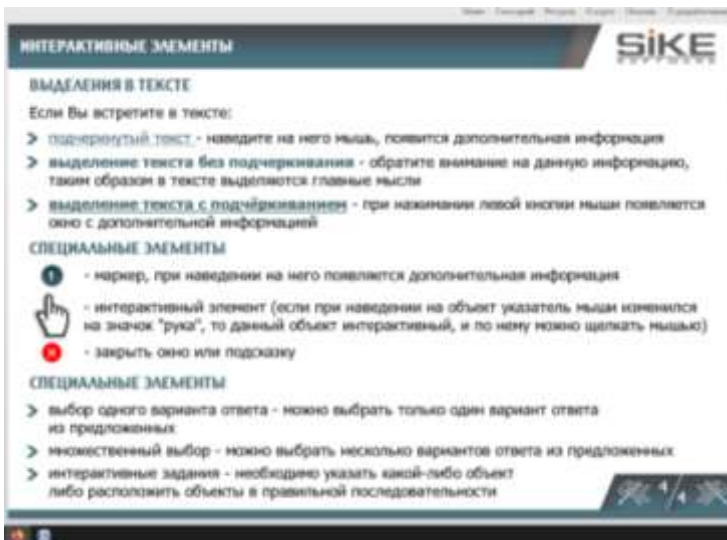 ИНТЕРАКТИВНЫЕ ЭЛЕМЕНТЫ
SiKE
SOFTWARE
ВЫДЕЛЕНИЯ В ТЕКСТЕ
Если Вы встретите в тексте:
подчеркнутый текст - наведите на него мышь, появится дополнительная информация
выделение текста без подчеркивания - обратите внимание на данную информацию,
таким образом в тексте выделяются главные мысли
выделение текста с подчёркиванием - при нажимании левой кнопки мыши появляется
окно с дополнительной информацией
СПЕЦИАЛЬНЫЕ ЭЛЕМЕНТЫ
- маркер, при наведении на него появляется дополнительная информация
- интерактивный элемент (если при наведении на объект указатель мыши изменился
на значок "рука", то данный объект интерактивный, и по нему можно щелкать мышью)
- закрыть окно или подсказку
СПЕЦИАЛЬНЫЕ ЭЛЕМЕНТЫ
выбор одного варианта ответа - можно выбрать только один вариант ответа
из предложенных
множественный выбор - можно выбрать несколько вариантов ответа из предложенных
интерактивные задания - необходимо указать какой-либо объект
либо расположить объекты в правильной последовательности
4/4